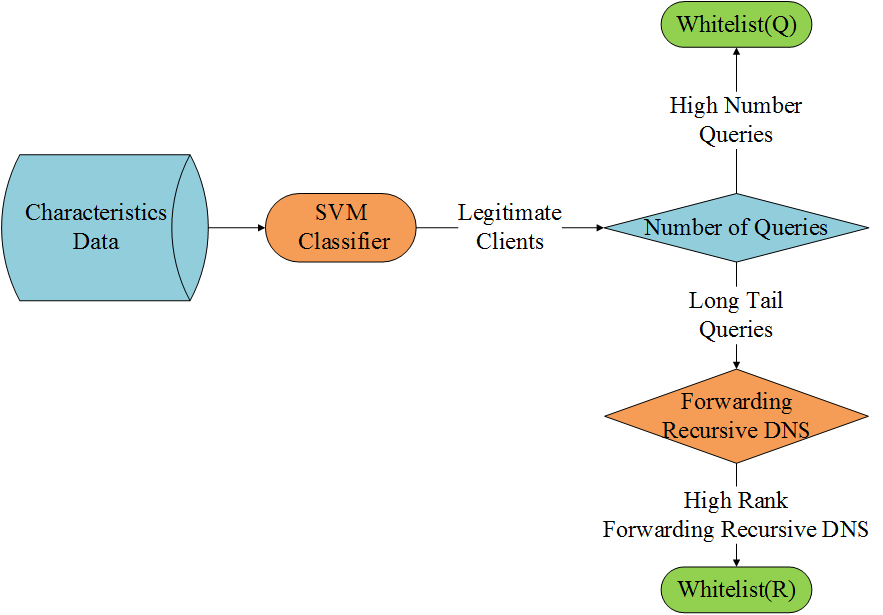 Whitelist(Q)
High Number
Queries
Characteristics
Data
SVM
Classifier
Legitimate
Clients
Number of Queries
Long Tail
Queries
Forwarding
Recursive DNS
High Rank
Forwarding Recursive DNS
Whitelist(R)